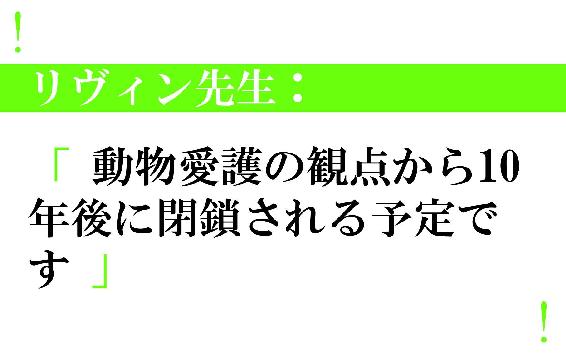 !
リヴィン先生：
「 動物愛護の観点から10
年後に閉鎖される予定で
す 」
!